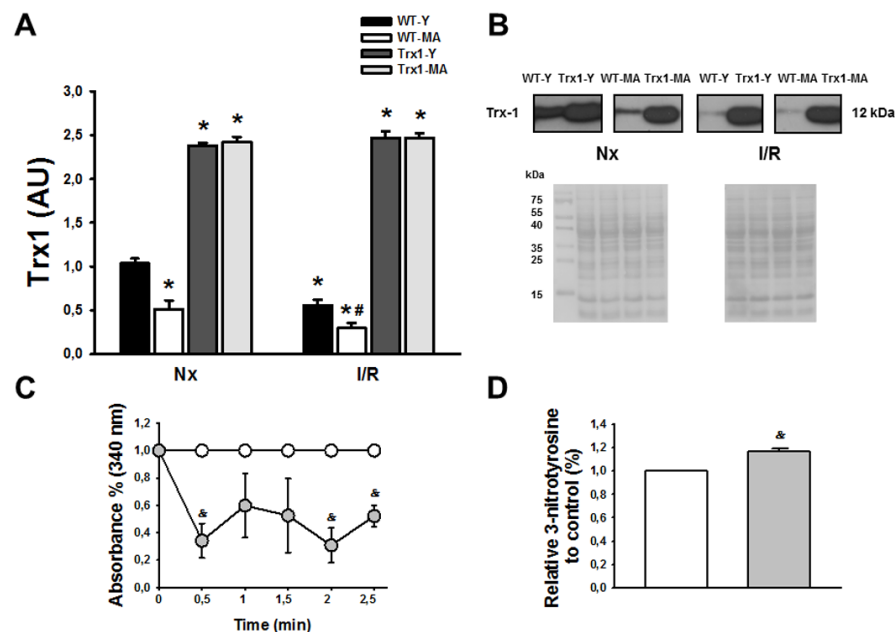 A
WT-Y
WT-MA
Trx1-Y
Trx1-MA
Trx1 (AU)
3,0
2,5
2,0
1,5
1,0
0,5
0,0
* * * * *# * *
Nx I/R
B
WT-Y Trx1-Y WT-MA Trx1-MA WT-Y Trx1-Y WT-MA Trx1-MA
Trx-1 12 kDa
Nx I/R
kDa
75
55
40
35
25
15
C
Absorbance % (340 nm)
1,2
1,0
0,8
0,6
0,4
0,2
0,0
& & &
0 0,5 1 1,5 2 2,5
Time (min)
D
Relative 3-nitrotyrosine
to control (%)
1,4
1,2
1,0
0,8
0,6
0,4
0,2
0,0
&